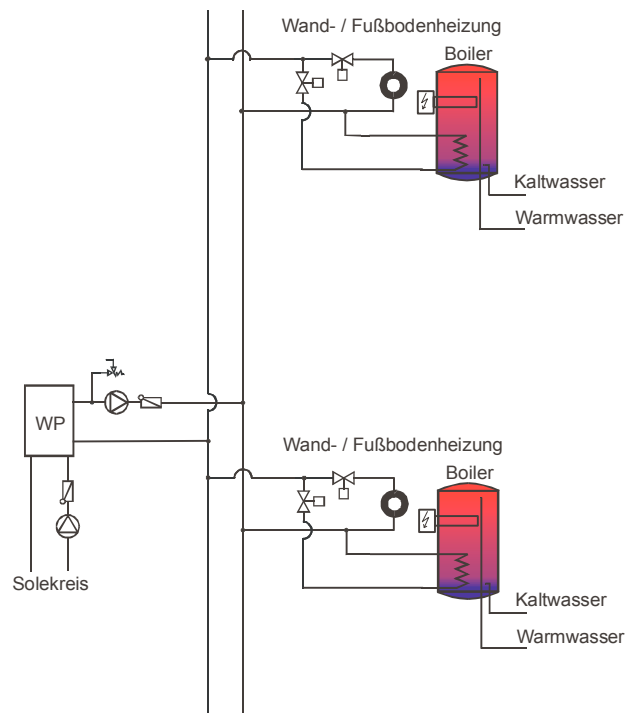 Wand- / Fußbodenheizung
Boiler
Kaltwasser
Warmwasser
WP
Wand- / Fußbodenheizung
Boiler
Solekreis
Kaltwasser
Warmwasser